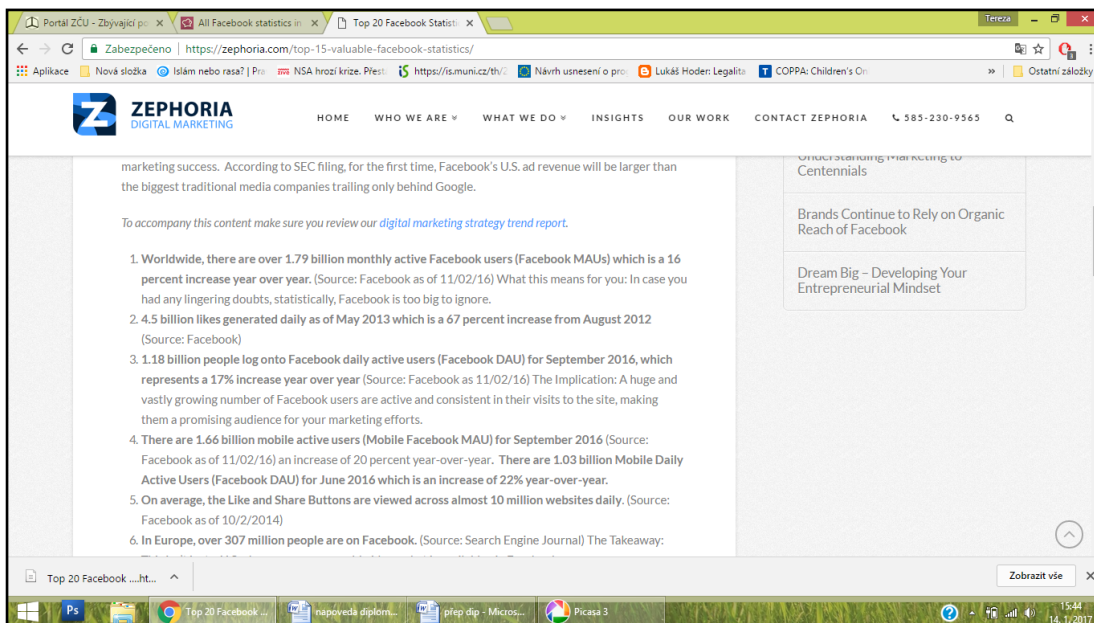 Portál ZČU - Zbývající po
All Facebook statistics in
Top 20 Facebook Statisti
Tereza
Zabezpečeno
https://zephoria.com/top-15-valuable-facebook-statistics/
Aplikace
Nová složka
Islám nebo rasa? | Pra
NSA hrozí krize. Přest
https://is.muni.cz/th/2
Návrh usnesení o pro
Lukáš Hoder: Legalita
COPPA: Children's On
»
Ostatní záložky
ZEPHORIA
DIGITAL MARKETING
HOME
WHO WE ARE
WHAT WE DO
INSIGHTS
OUR WORK
CONTACT ZEPHORIA
585-230-9565
marketing success. According to SEC filing, for the first time, Facebook's U.S. ad revenue will be larger than
the biggest traditional media companies trailing only behind Google.
To accompany this content make sure you review our digital marketing strategy trend report.
1. Worldwide, there are over 1.79 billion monthly active Facebook users (Facebook MAUs) which is a 16
percent increase year over year. (Source: Facebook as of 11/02/16) What this means for you: In case you
had any lingering doubts, statistically, Facebook is too big to ignore.
2. 4.5 billion likes generated daily as of May 2013 which is a 67 percent increase from August 2012
(Source: Facebook)
3. 1.18 billion people log onto Facebook daily active users (Facebook DAU) for September 2016, which
represents a 17% increase year over year (Source: Facebook as 11/02/16) The Implication: A huge and
vastly growing number of Facebook users are active and consistent in their visits to the site, making
them a promising audience for your marketing efforts.
4. There are 1.66 billion mobile active users (Mobile Facebook MAU) for September 2016 (Source:
Facebook as of 11/02/16) an increase of 20 percent year-over-year. There are 1.03 billion Mobile Daily
Active Users (Facebook DAU) for June 2016 which is an increase of 22% year-over-year.
5. On average, the Like and Share Buttons are viewed across almost 10 million websites daily. (Source:
Facebook as of 10/2/2014)
6. In Europe, over 307 million people are on Facebook. (Source: Search Engine Journal) The Takeaway:
Understanding Marketing to
Centennials
Brands Continue to Rely on Organic
Reach of Facebook
Dream Big – Developing Your
Entrepreneurial Mindset
Top 20 Facebook ....ht...
Zobrazit vše
Ps
Top 20 Facebook ...
napoveda diplom...
přep dip - Micros...
Picasa 3
15:44
14. 1. 2017